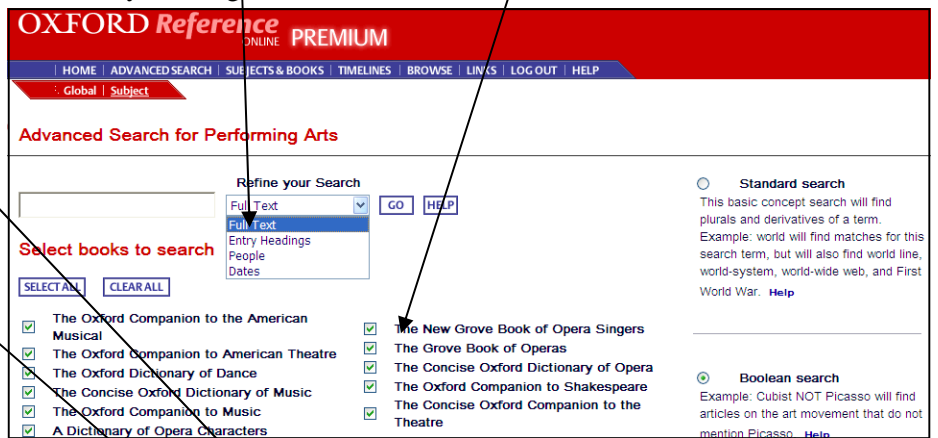 OXFORD Reference
ONLINE PREMIUM
HOME | ADVANCED SEARCH | SUBJECTS & BOOKS | TIMELINES | BROWSE | LINKS | LOG OUT | HELP
Global | Subject
Advanced Search for Performing Arts
Refine your Search
Full Text
GO
HELP
Full Text
Entry Headings
People
Dates
Select books to search
SELECT ALL
CLEAR ALL
The Oxford Companion to the American
Musical
The Oxford Companion to American Theatre
The Oxford Dictionary of Dance
The Concise Oxford Dictionary of Music
The Oxford Companion to Music
A Dictionary of Opera Characters
The New Grove Book of Opera Singers
The Grove Book of Operas
The Concise Oxford Dictionary of Opera
The Oxford Companion to Shakespeare
The Concise Oxford Companion to the
Theatre
Standard search
This basic concept search will find
plurals and derivatives of a term.
Example: world will find matches for this
search term, but will also find world line,
world-system, world-wide web, and First
World War. Help
Boolean search
Example: Cubist NOT Picasso will find
articles on the art movement that do not
mention Picasso. Help